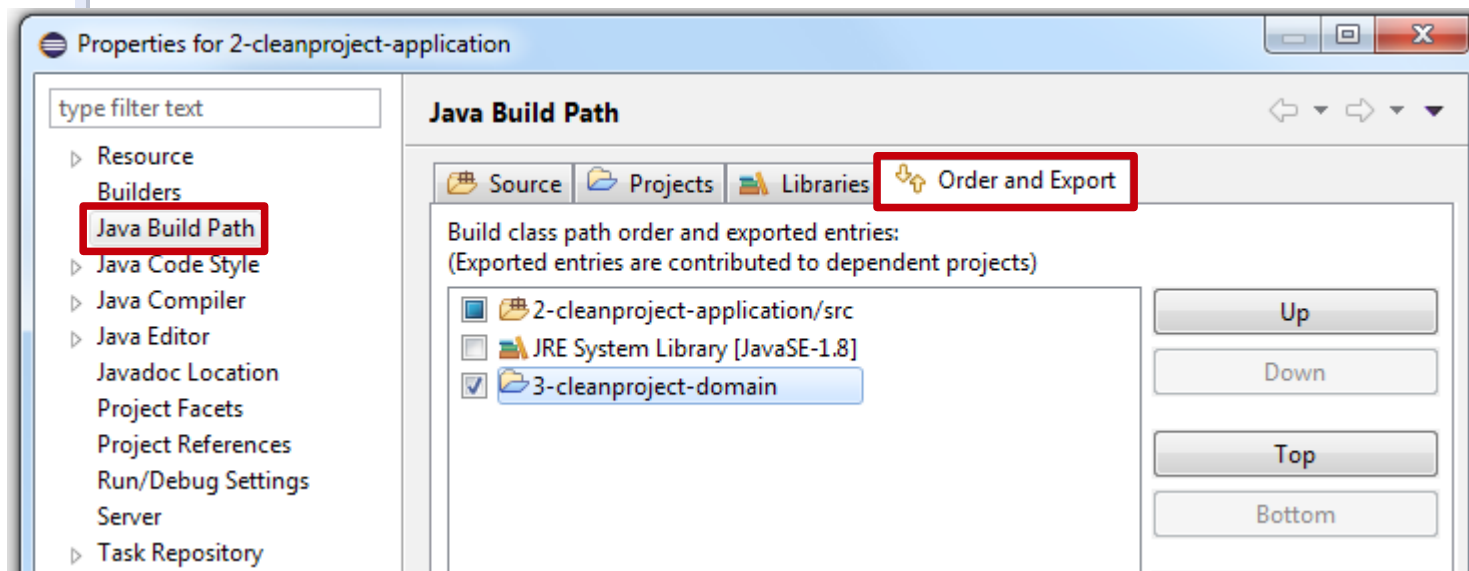 Properties for 2-cleanproject-application
type filter text
Resource
Builders
Java Build Path
Java Code Style
Java Compiler
Java Editor
Javadoc Location
Project Facets
Project References
Run/Debug Settings
Server
Task Repository
Java Build Path
Source Projects Libraries Order and Export
Build class path order and exported entries:
(Exported entries are contributed to dependent projects)
2-cleanproject-application/src
JRE System Library [JavaSE-1.8]
3-cleanproject-domain
Up
Down
Top
Bottom